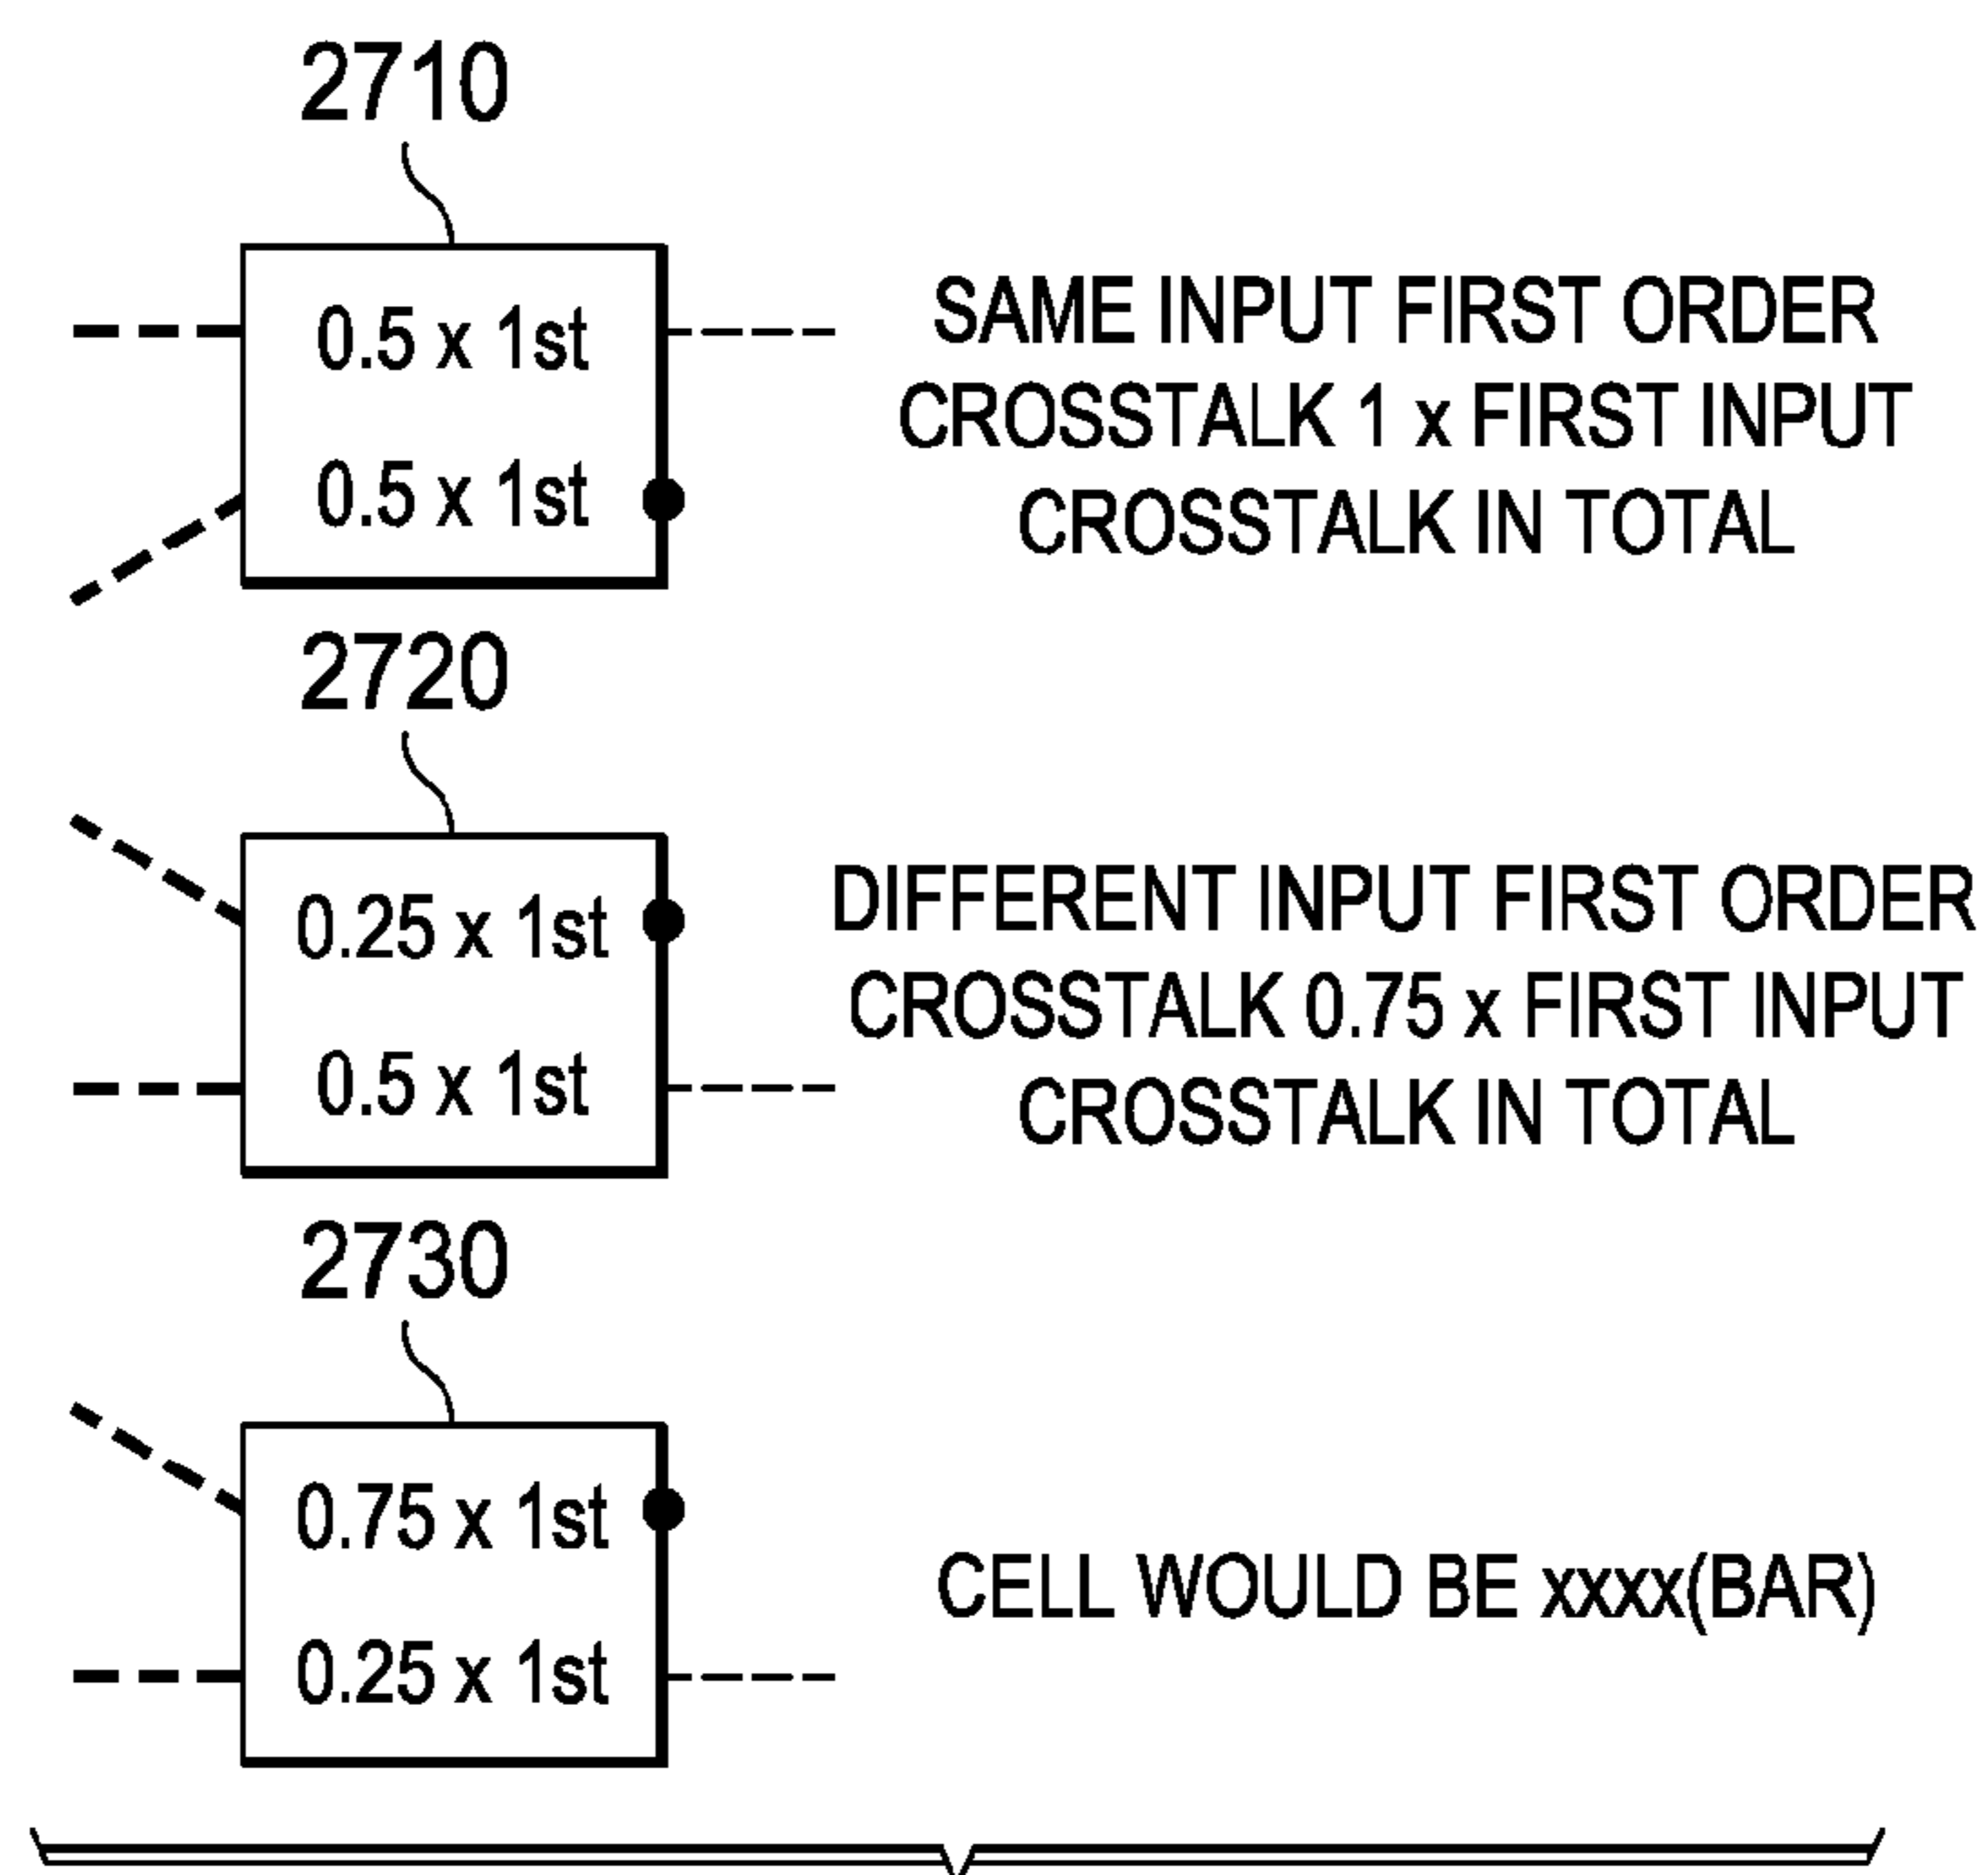 2710
0.5 x 1st
0.5 x 1st
SAME INPUT FIRST ORDER
CROSSTALK 1 x FIRST INPUT
CROSSTALK IN TOTAL
2720
0.25 x 1st
0.5 x 1st
DIFFERENT INPUT FIRST ORDER
CROSSTALK 0.75 x FIRST INPUT
CROSSTALK IN TOTAL
2730
0.75 x 1st
0.25 x 1st
CELL WOULD BE xxxx(BAR)